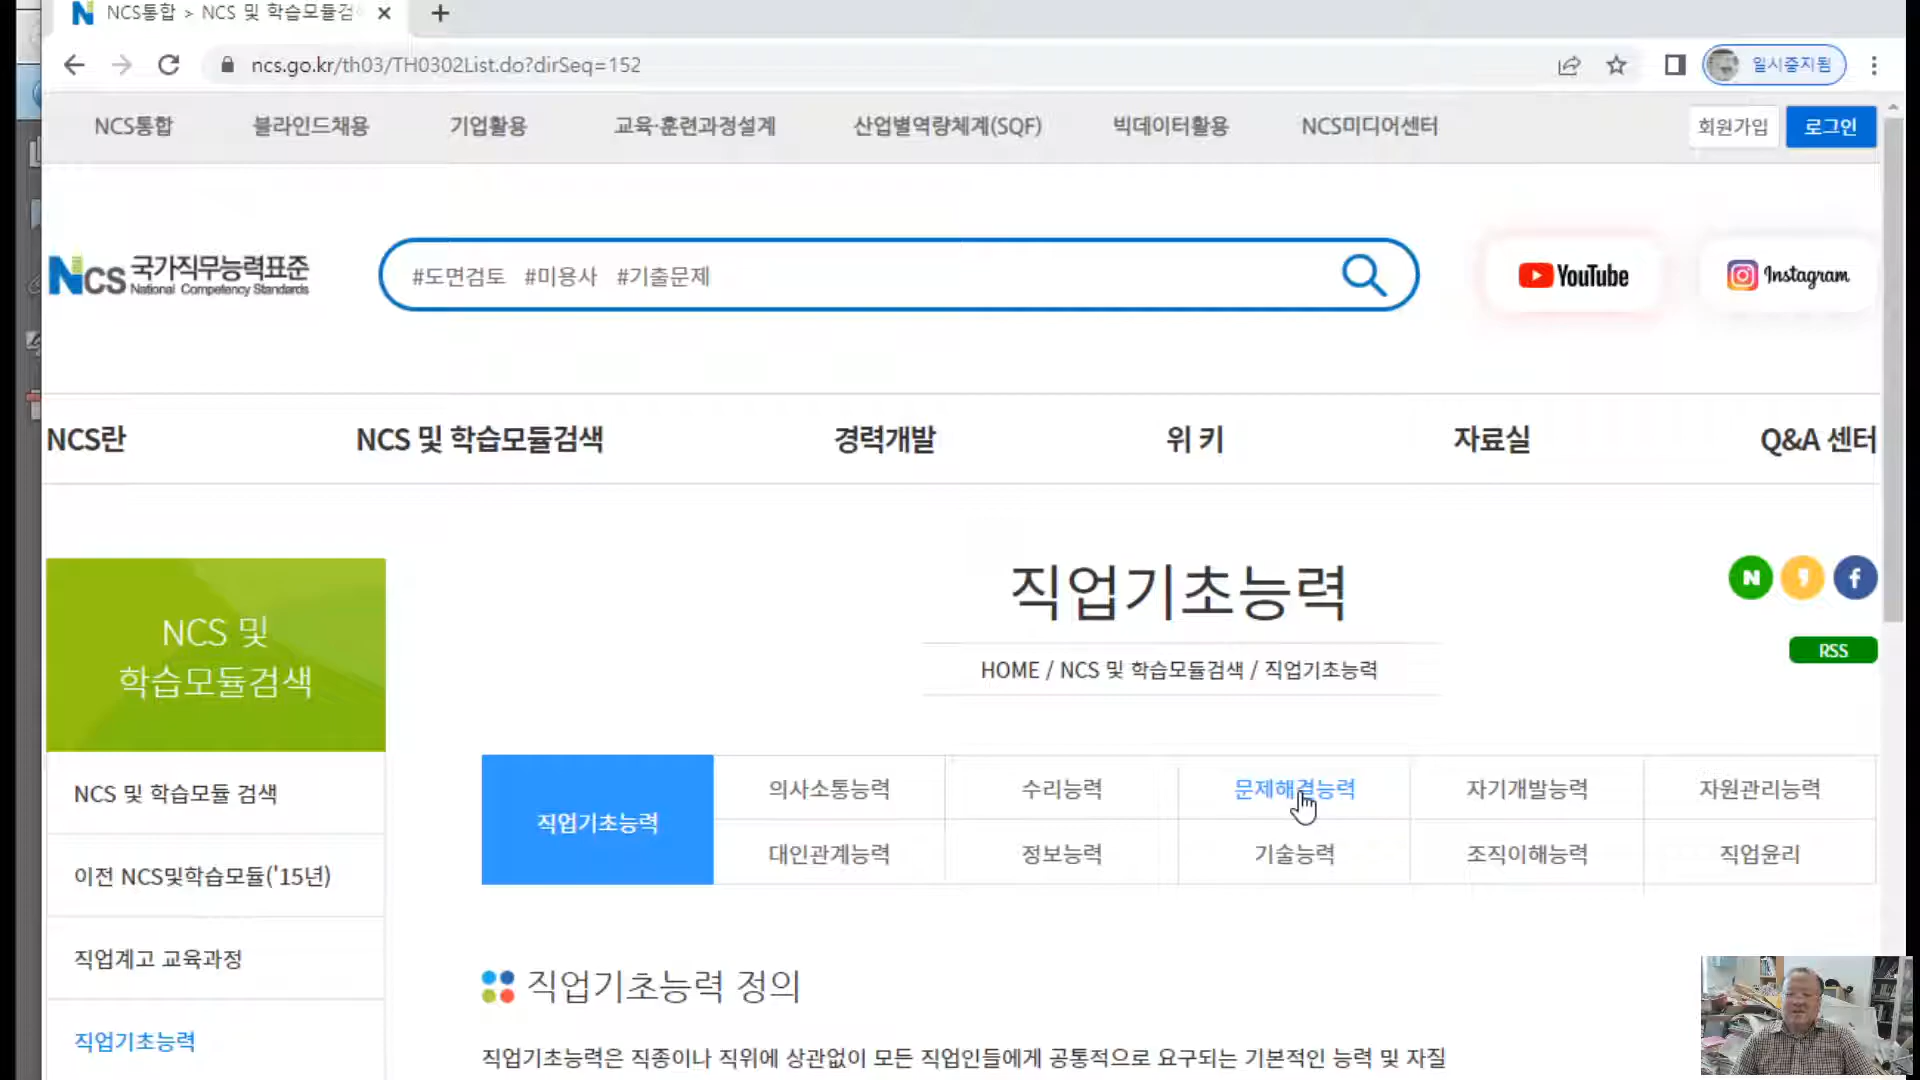 NCS통합 > NCS 및 학습모듈검
ncs.go.kr/th03/TH0302List.do?dirSeq=152
일시중지됨
NCS통합 블라인드채용 기업활용 교육·훈련과정설계 산업별역량체계(SQF) 빅데이터활용 NCS미디어센터 회원가입 로그인
NCS 국가직무능력표준
National Competency Standards
#도면검토 #미용사 #기출문제
YouTube
Instagram
NCS란 NCS 및 학습모듈검색 경력개발 위 키 자료실 Q&A 센터
NCS 및
학습모듈검색
직업기초능력
N f
RSS
HOME / NCS 및 학습모듈검색 / 직업기초능력
직업기초능력
의사소통능력 수리능력 문제해결능력 자기개발능력 자원관리능력
대인관계능력 정보능력 기술능력 조직이해능력 직업윤리
NCS 및 학습모듈 검색
이전 NCS및학습모듈('15년)
직업계고 교육과정
직업기초능력
직업기초능력 정의
직업기초능력은 직종이나 직위에 상관없이 모든 직업인들에게 공통적으로 요구되는 기본적인 능력 및 자질